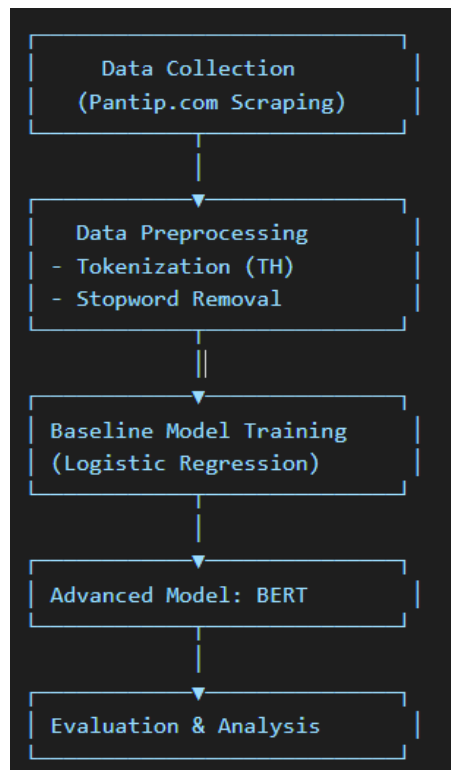 Data Collection
(Pantip.com Scraping)
Data Preprocessing
- Tokenization (TH)
- Stopword Removal
Baseline Model Training
(Logistic Regression)
Advanced Model: BERT
Evaluation & Analysis